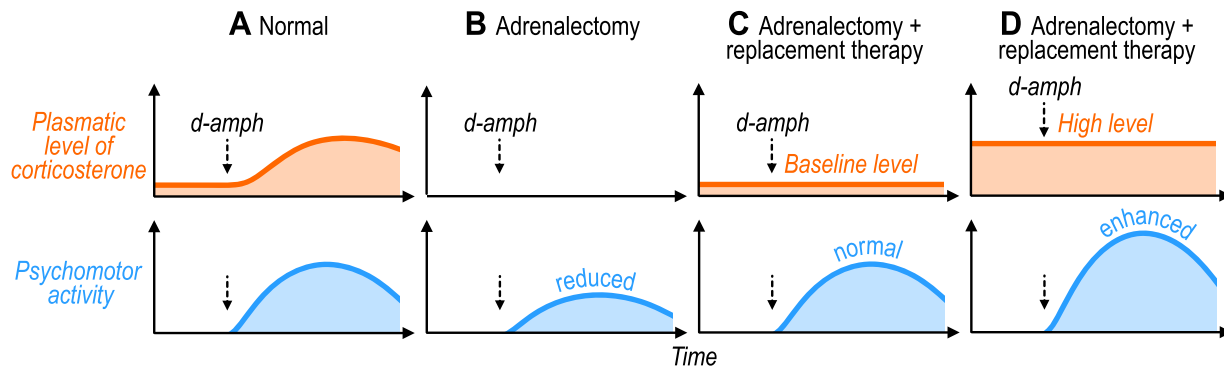 A Normal
B Adrenalectomy
C Adrenalectomy +
replacement therapy
D Adrenalectomy +
replacement therapy
Plasmatic
level of
corticosterone
d-amph
d-amph
d-amph
Baseline level
d-amph
High level
Psychomotor
activity
reduced
normal
enhanced
Time